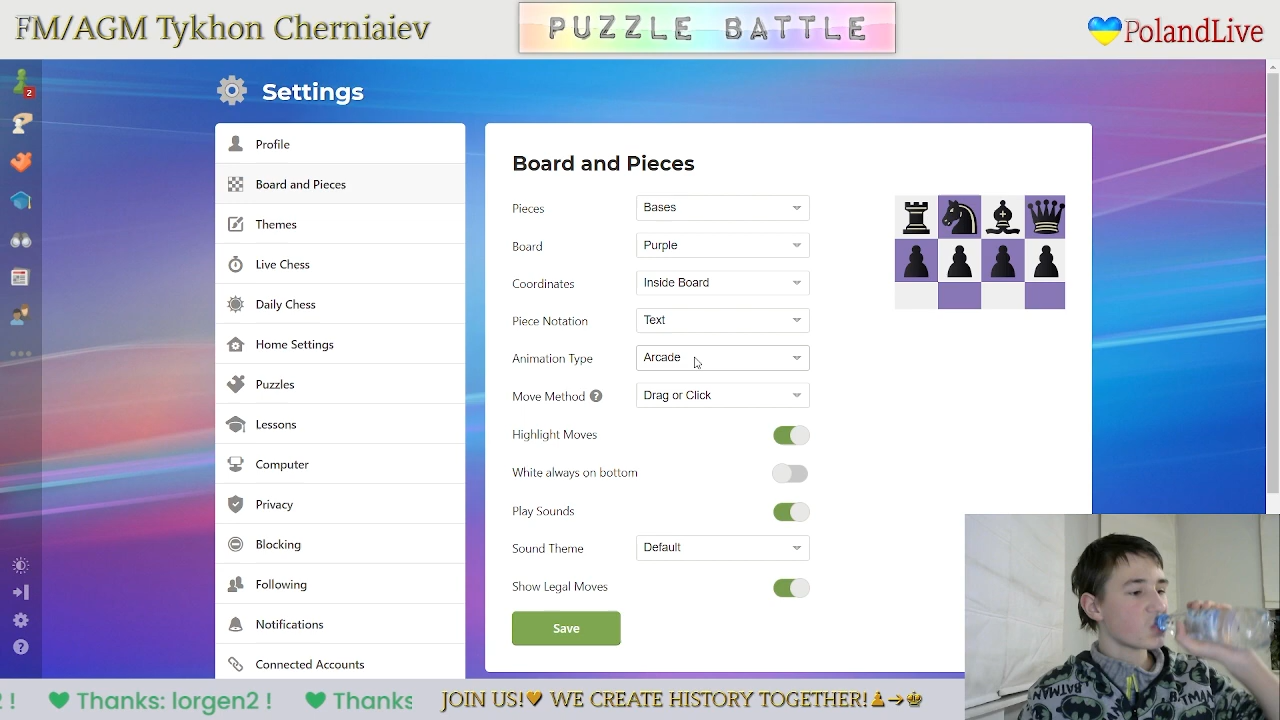 FM/AGM Tykhon Cherniaiev
PUZZLE BATTLE
PolandLive
2
Settings
Profile
Board and Pieces
Themes
Live Chess
Daily Chess
Home Settings
Puzzles
Lessons
Computer
Privacy
Blocking
Following
Notifications
Connected Accounts
Board and Pieces
Pieces
Bases
Board
Purple
Coordinates
Inside Board
Piece Notation
Text
Animation Type
Arcade
Move Method ?
Drag or Click
Highlight Moves
White always on bottom
Play Sounds
Sound Theme
Default
Show Legal Moves
Save
BATMAN
2 ! 💚 Thanks: lorgen2 ! 💚 Thanks
JOIN US!🧡 WE CREATE HISTORY TOGETHER!♟→♚